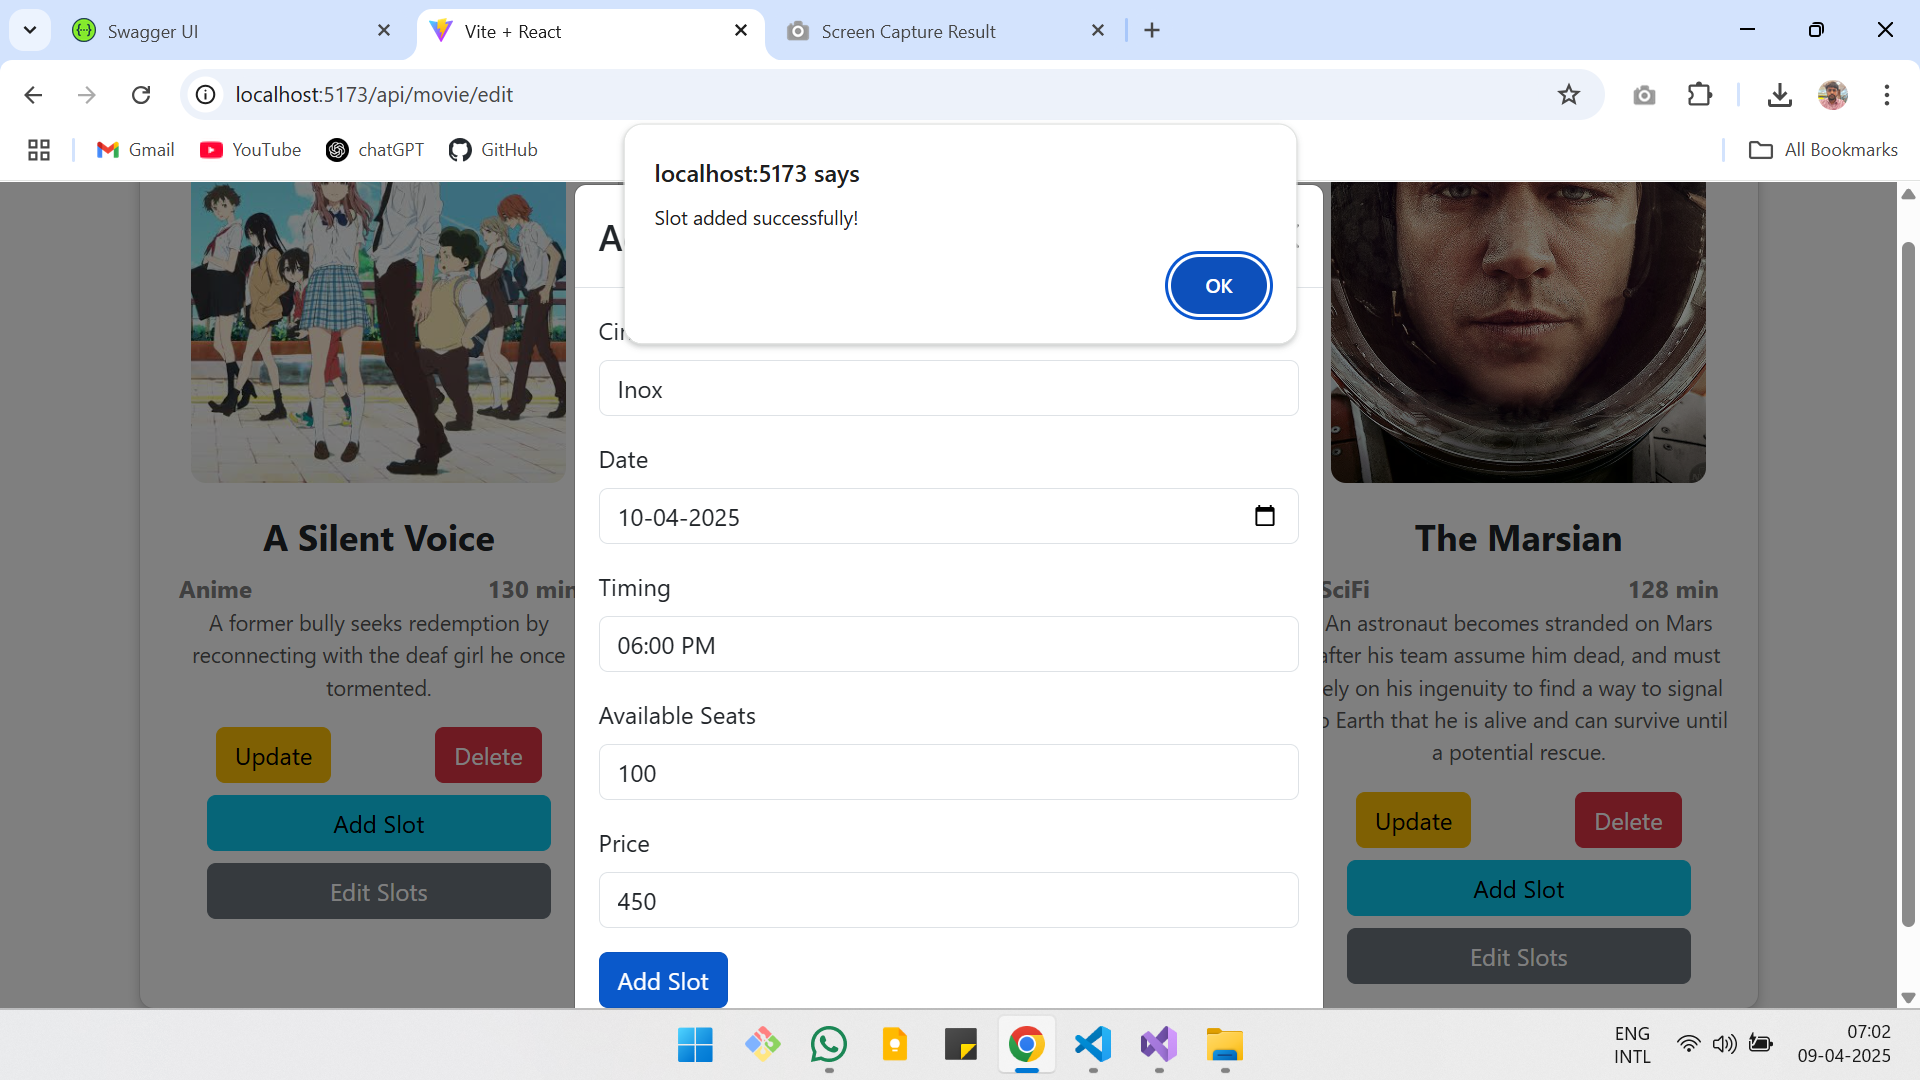 Swagger UI
Vite + React
Screen Capture Result
localhost:5173/api/movie/edit
Gmail
YouTube
chatGPT
GitHub
All Bookmarks
localhost:5173 says
Slot added successfully!
OK
A
Cin
Inox
Date
10-04-2025
Timing
06:00 PM
Available Seats
100
Price
450
Add Slot
A Silent Voice
Anime
130 min
A former bully seeks redemption by
reconnecting with the deaf girl he once
tormented.
Update
Delete
Add Slot
Edit Slots
The Marsian
SciFi
128 min
An astronaut becomes stranded on Mars
after his team assume him dead, and must
ely on his ingenuity to find a way to signal
o Earth that he is alive and can survive until
a potential rescue.
Update
Delete
Add Slot
Edit Slots
ENG
INTL
07:02
09-04-2025